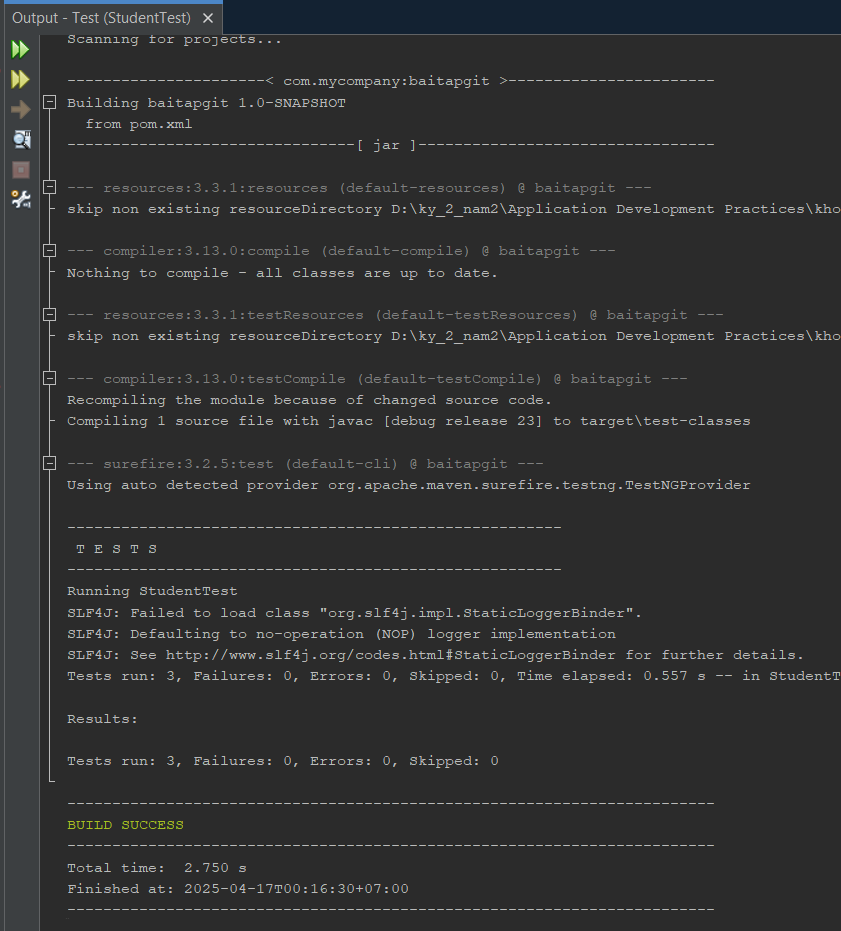 Output - Test (StudentTest) ×
Scanning for projects...
----------------------< com.mycompany:baitapgit >-----------------------
Building baitapgit 1.0-SNAPSHOT
  from pom.xml
--------------------------------[ jar ]---------------------------------
--- resources:3.3.1:resources (default-resources) @ baitapgit ---
skip non existing resourceDirectory D:\ky_2_nam2\Application Development Practices\kho
--- compiler:3.13.0:compile (default-compile) @ baitapgit ---
Nothing to compile - all classes are up to date.
--- resources:3.3.1:testResources (default-testResources) @ baitapgit ---
skip non existing resourceDirectory D:\ky_2_nam2\Application Development Practices\kho
--- compiler:3.13.0:testCompile (default-testCompile) @ baitapgit ---
Recompiling the module because of changed source code.
Compiling 1 source file with javac [debug release 23] to target\test-classes
--- surefire:3.2.5:test (default-cli) @ baitapgit ---
Using auto detected provider org.apache.maven.surefire.testng.TestNGProvider
-------------------------------------------------------
 T E S T S
-------------------------------------------------------
Running StudentTest
SLF4J: Failed to load class "org.slf4j.impl.StaticLoggerBinder".
SLF4J: Defaulting to no-operation (NOP) logger implementation
SLF4J: See http://www.slf4j.org/codes.html#StaticLoggerBinder for further details.
Tests run: 3, Failures: 0, Errors: 0, Skipped: 0, Time elapsed: 0.557 s -- in StudentT
Results:
Tests run: 3, Failures: 0, Errors: 0, Skipped: 0
------------------------------------------------------------------------
BUILD SUCCESS
------------------------------------------------------------------------
Total time:  2.750 s
Finished at: 2025-04-17T00:16:30+07:00
------------------------------------------------------------------------